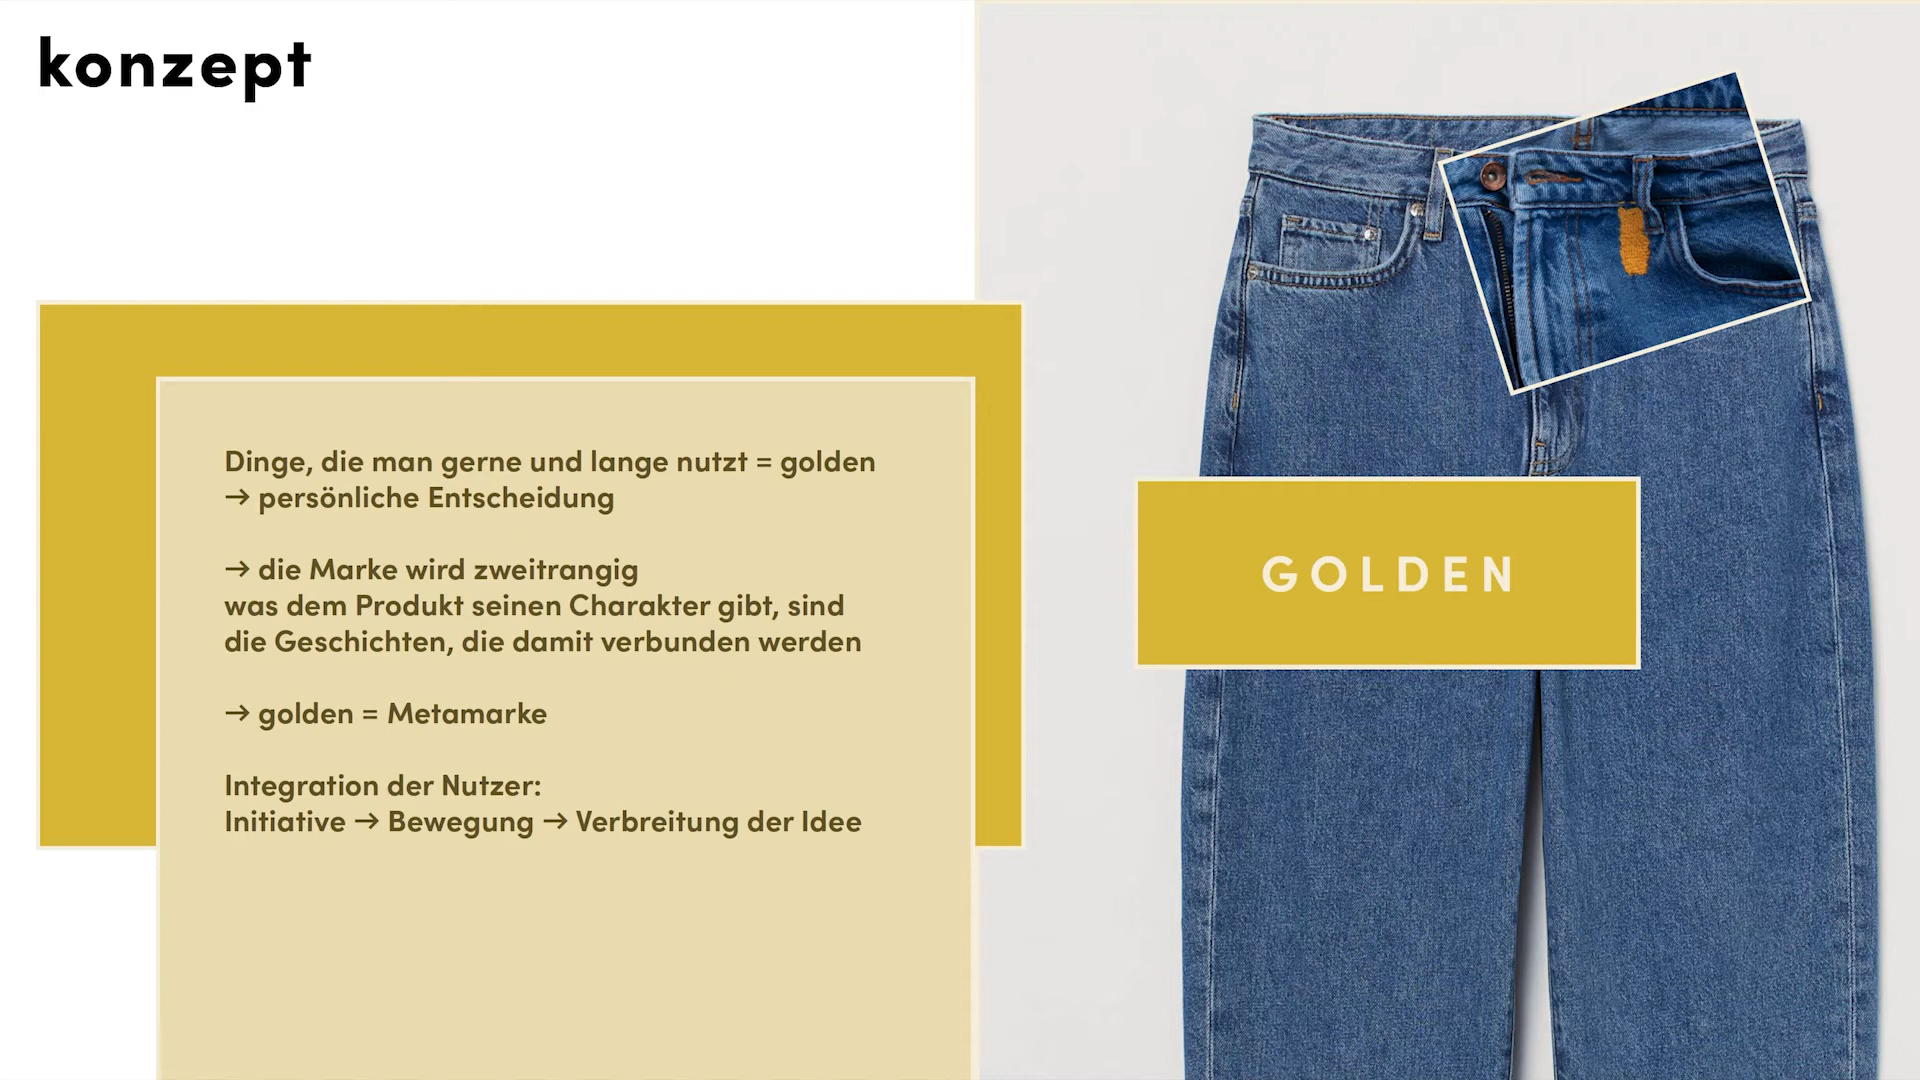 konzept
Dinge, die man gerne und lange nutzt = golden
→ persönliche Entscheidung
→ die Marke wird zweitrangig
was dem Produkt seinen Charakter gibt, sind
die Geschichten, die damit verbunden werden
→ golden = Metamarke
Integration der Nutzer:
Initiative → Bewegung → Verbreitung der Idee
GOLDEN